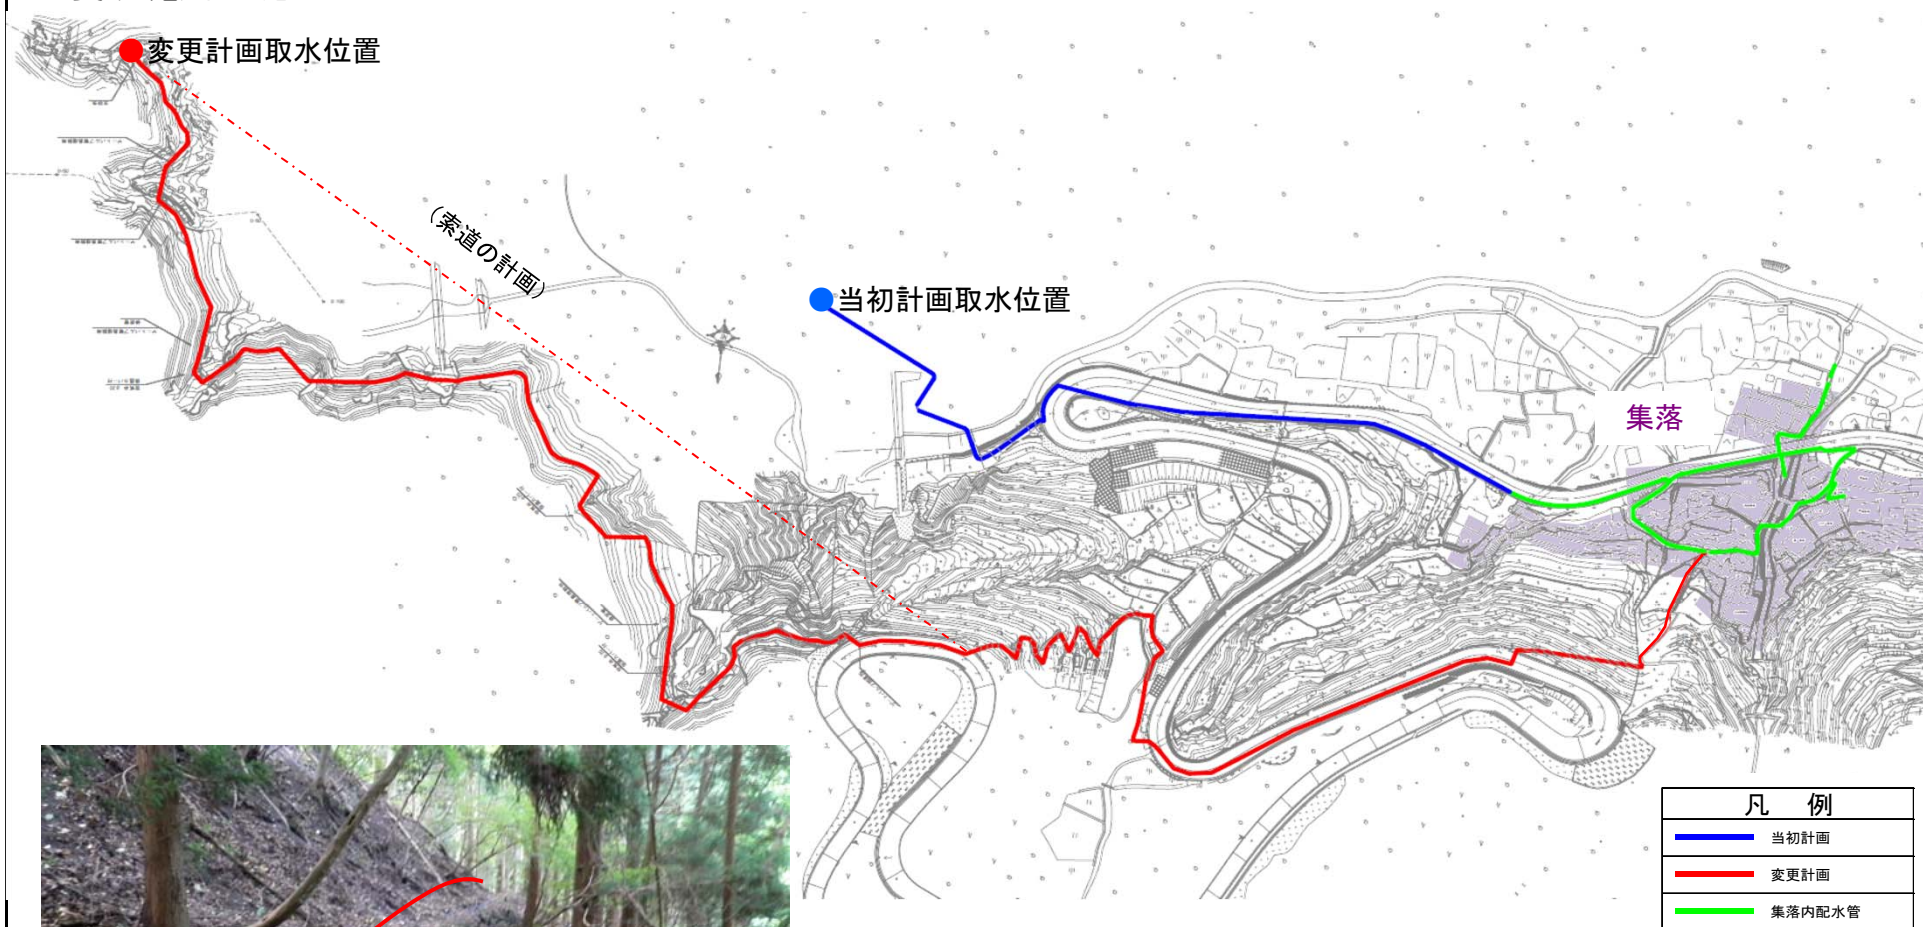 変更計画取水位置
(索道の計画)
当初計画取水位置
集落
凡 例
当初計画
変更計画
集落内配水管